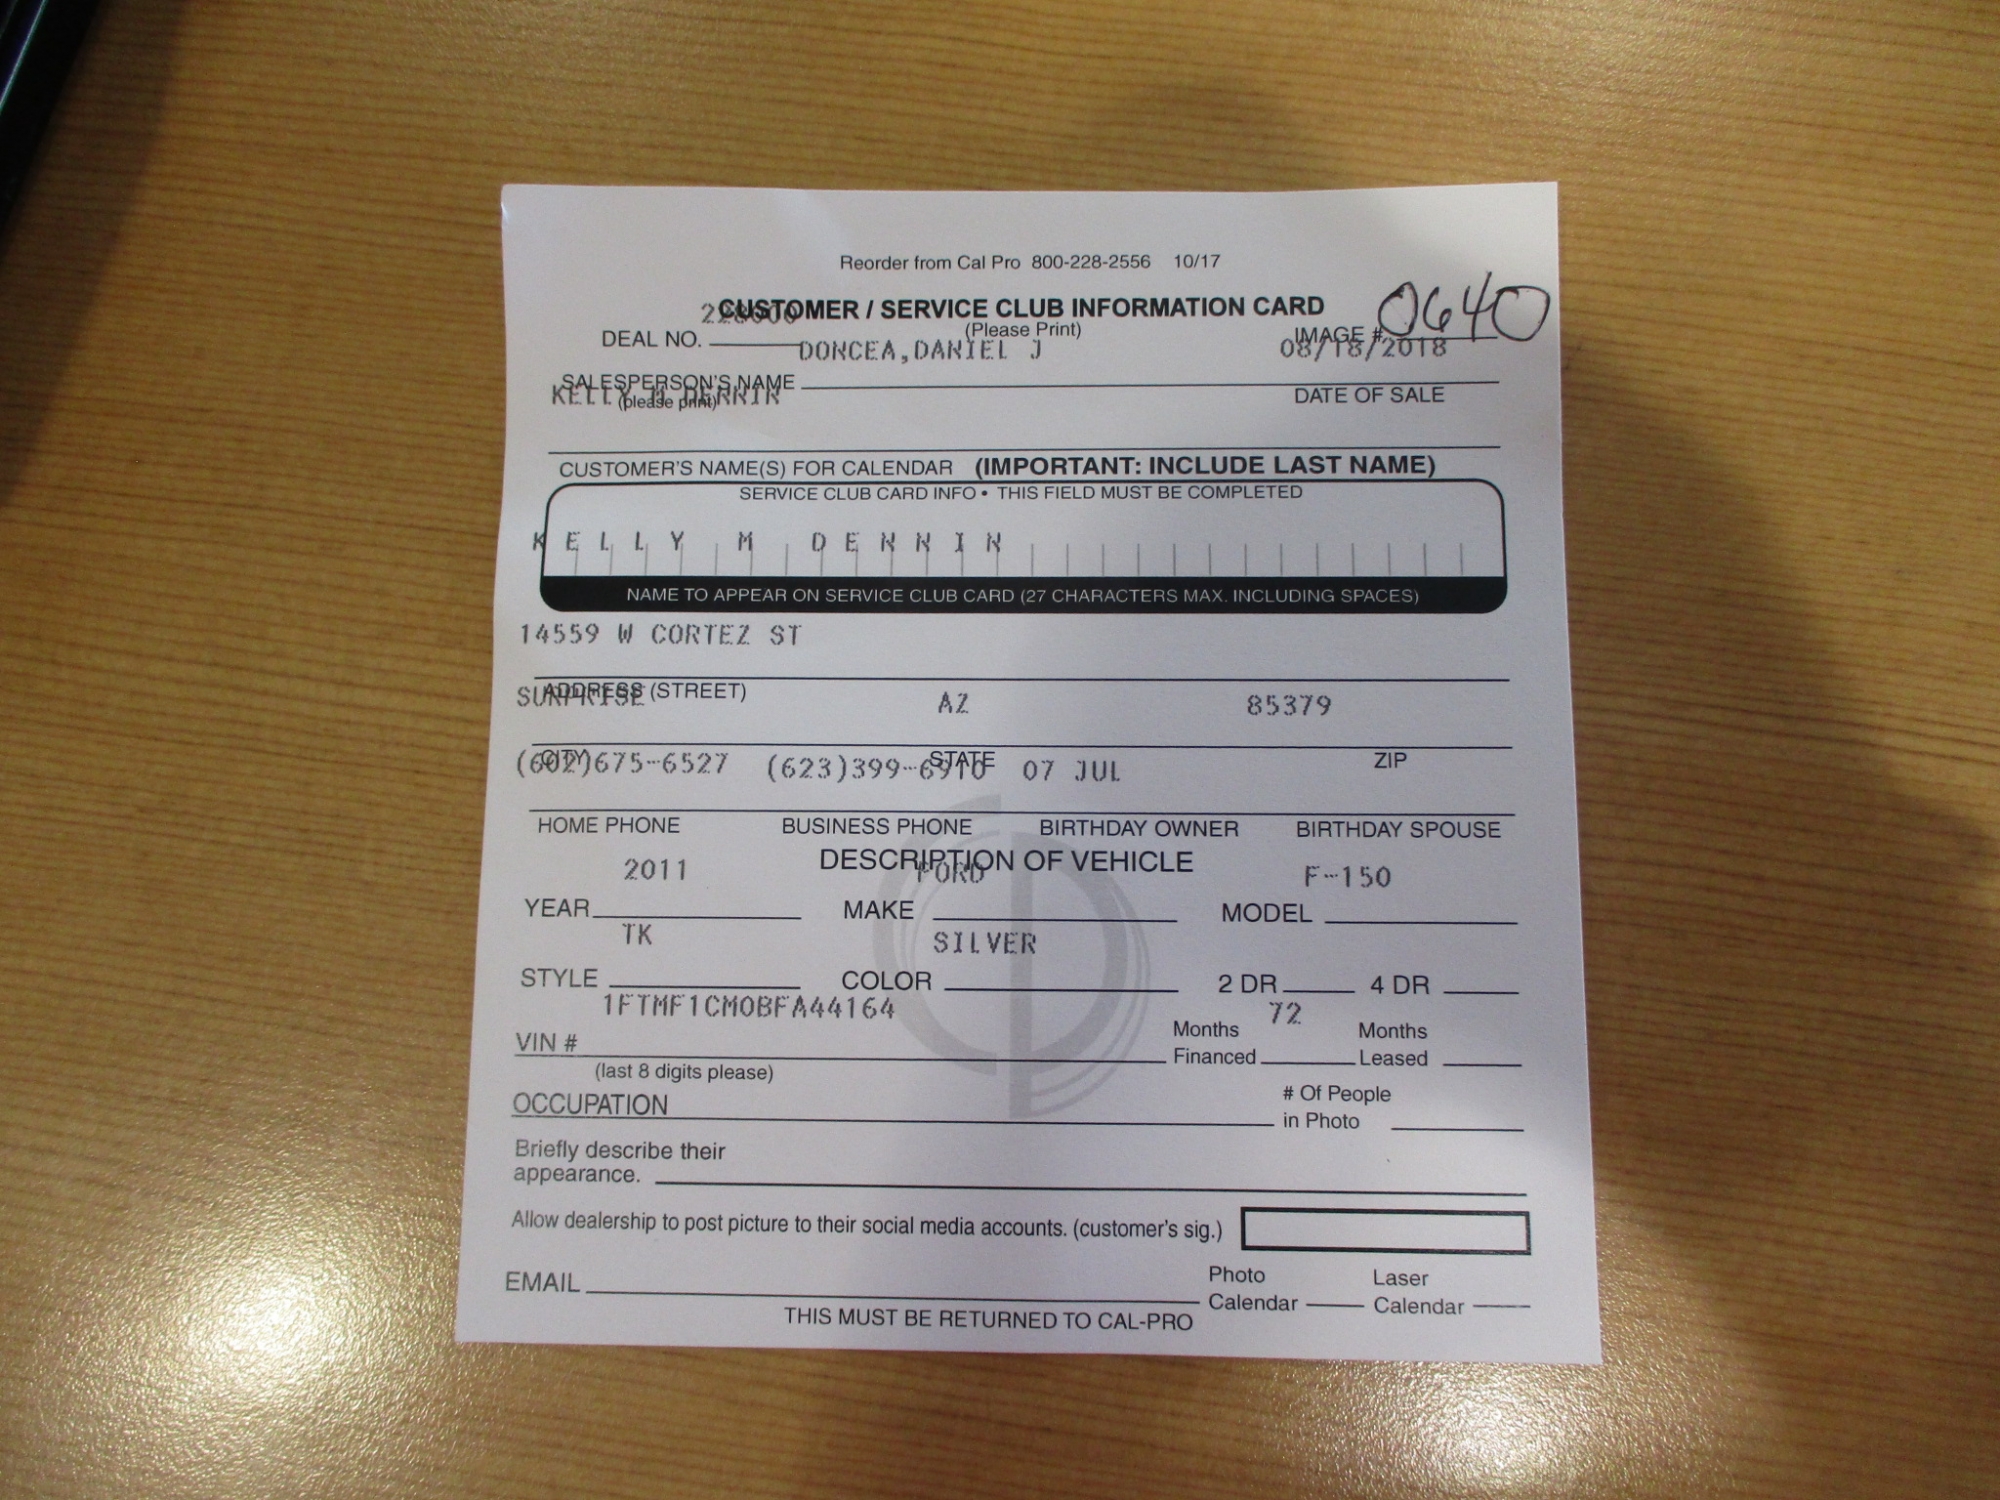 Reorder from Cal Pro 800-228-2556 10/17
CUSTOMER / SERVICE CLUB INFORMATION CARD
(Please Print)
0640
DEAL NO. IMAGE #
DONCEA,DANIEL J 08/18/2018
SALESPERSON'S NAME
(please print)
KELLY M DENNIN
DATE OF SALE
CUSTOMER'S NAME(S) FOR CALENDAR (IMPORTANT: INCLUDE LAST NAME)
SERVICE CLUB CARD INFO • THIS FIELD MUST BE COMPLETED
KELLY M DENNIN
NAME TO APPEAR ON SERVICE CLUB CARD (27 CHARACTERS MAX. INCLUDING SPACES)
14559 W CORTEZ ST
ADDRESS (STREET)
SURPRISE AZ 85379
CITY STATE ZIP
(602)675-6527 (623)399-6910 07 JUL
HOME PHONE BUSINESS PHONE BIRTHDAY OWNER BIRTHDAY SPOUSE
DESCRIPTION OF VEHICLE
2011 FORD F-150
YEAR MAKE MODEL
TK SILVER
STYLE COLOR 2 DR 4 DR
1FTMF1CM0BFA44164 72
VIN # Months Financed Months Leased
(last 8 digits please)
OCCUPATION # Of People in Photo
Briefly describe their
appearance.
Allow dealership to post picture to their social media accounts. (customer's sig.)
EMAIL Photo Calendar Laser Calendar
THIS MUST BE RETURNED TO CAL-PRO